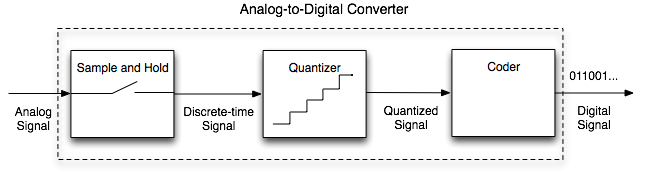 Analog-to-Digital Converter
Sample and Hold
Quantizer
Coder
011001...
Analog
Signal
Discrete-time
Signal
Quantized
Signal
Digital
Signal